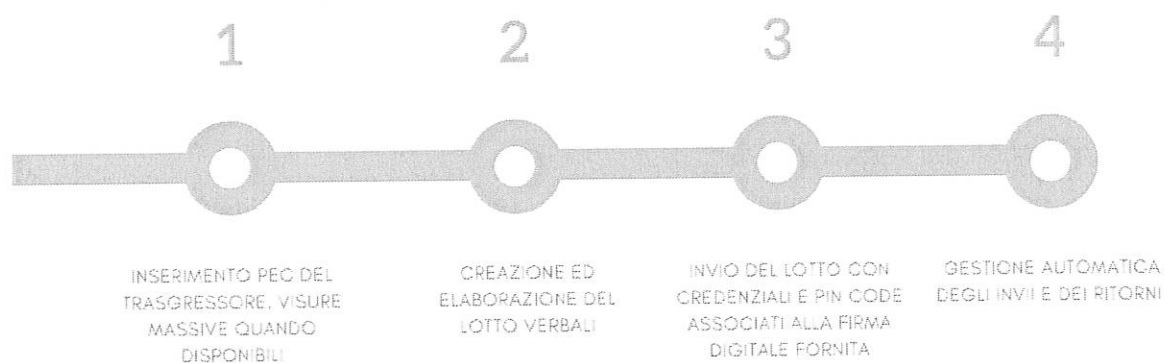 1
2
3
4
INSERIMENTO PEC DEL
TRASGRESSORE, VISURE
MASSIVE QUANDO
DISPONIBILI
CREAZIONE ED
ELABORAZIONE DEL
LOTTO VERBALI
INVIO DEL LOTTO CON
CREDENZIALI E PIN CODE
ASSOCIATI ALLA FIRMA
DIGITALE FORNITA
GESTIONE AUTOMATICA
DEGLI INVII E DEI RITORNI